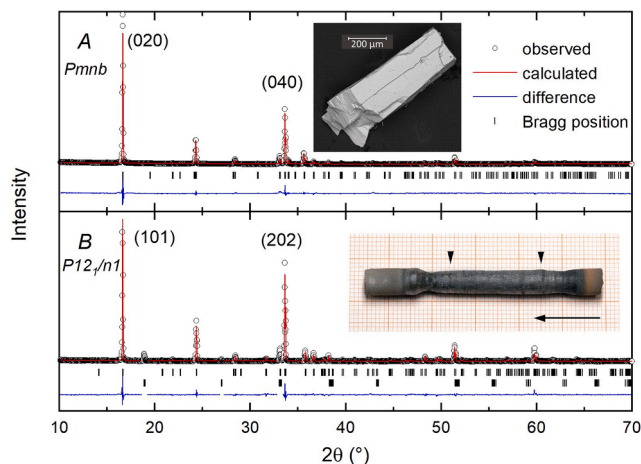 A
Pmnb
(020)
(040)
200 μm
observed
calculated
difference
Bragg position
Intensity
B
P12₁/n1
(101)
(202)
10 20 30 40 50 60 70
2θ (°)